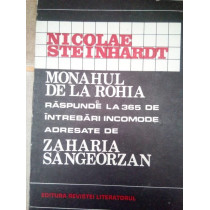 NICOLAE
STEINHARDT
MONAHUL
DE LA ROHIA
RĂSPUNDE LA 365 DE
ÎNTREBĂRI INCOMODE
ADRESATE DE
ZAHARIA
SANGEORZAN
EDITURA REVISTEI LITERATORUL